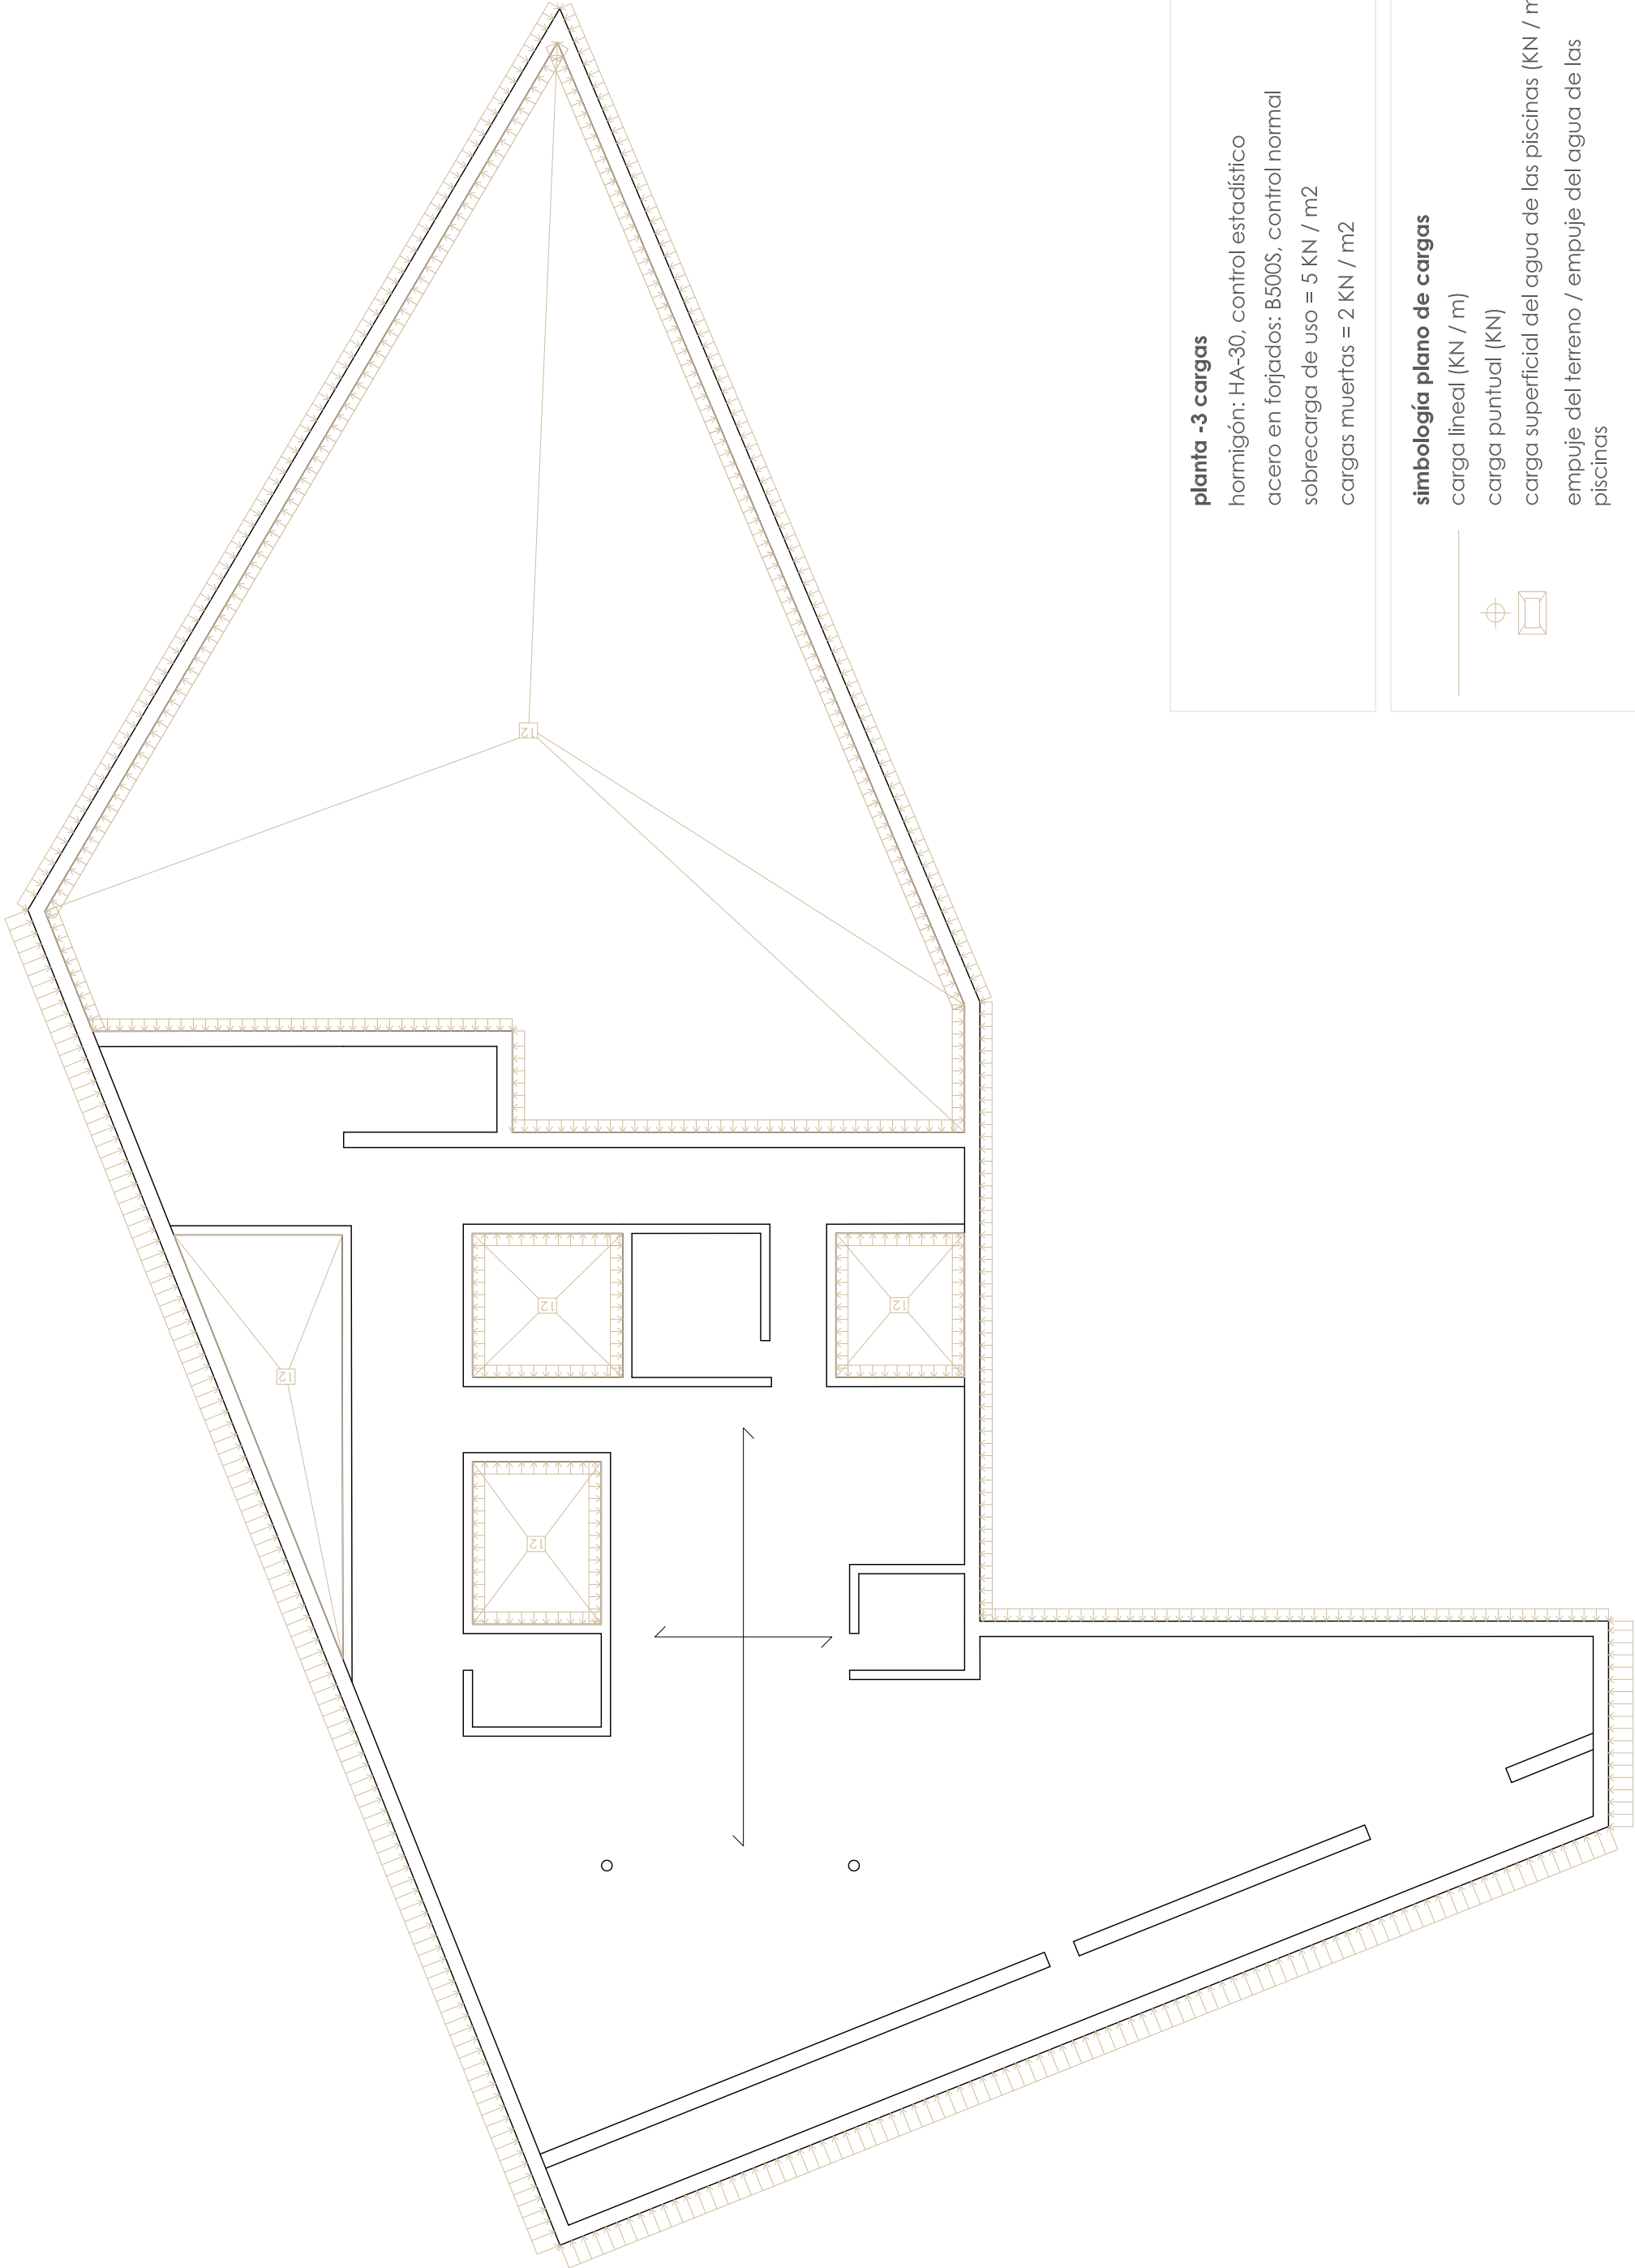 planta -3 cargas
hormigón: HA-30, control estadístico
acero en forjados: B500S, control normal
sobrecarga de uso = 5 KN / m2
cargas muertas = 2 KN / m2
simbología plano de cargas
carga lineal (KN / m)
carga puntual (KN)
carga superficial del agua de las piscinas (KN / m
empuje del terreno / empuje del agua de las
piscinas
12
12
12
12
12